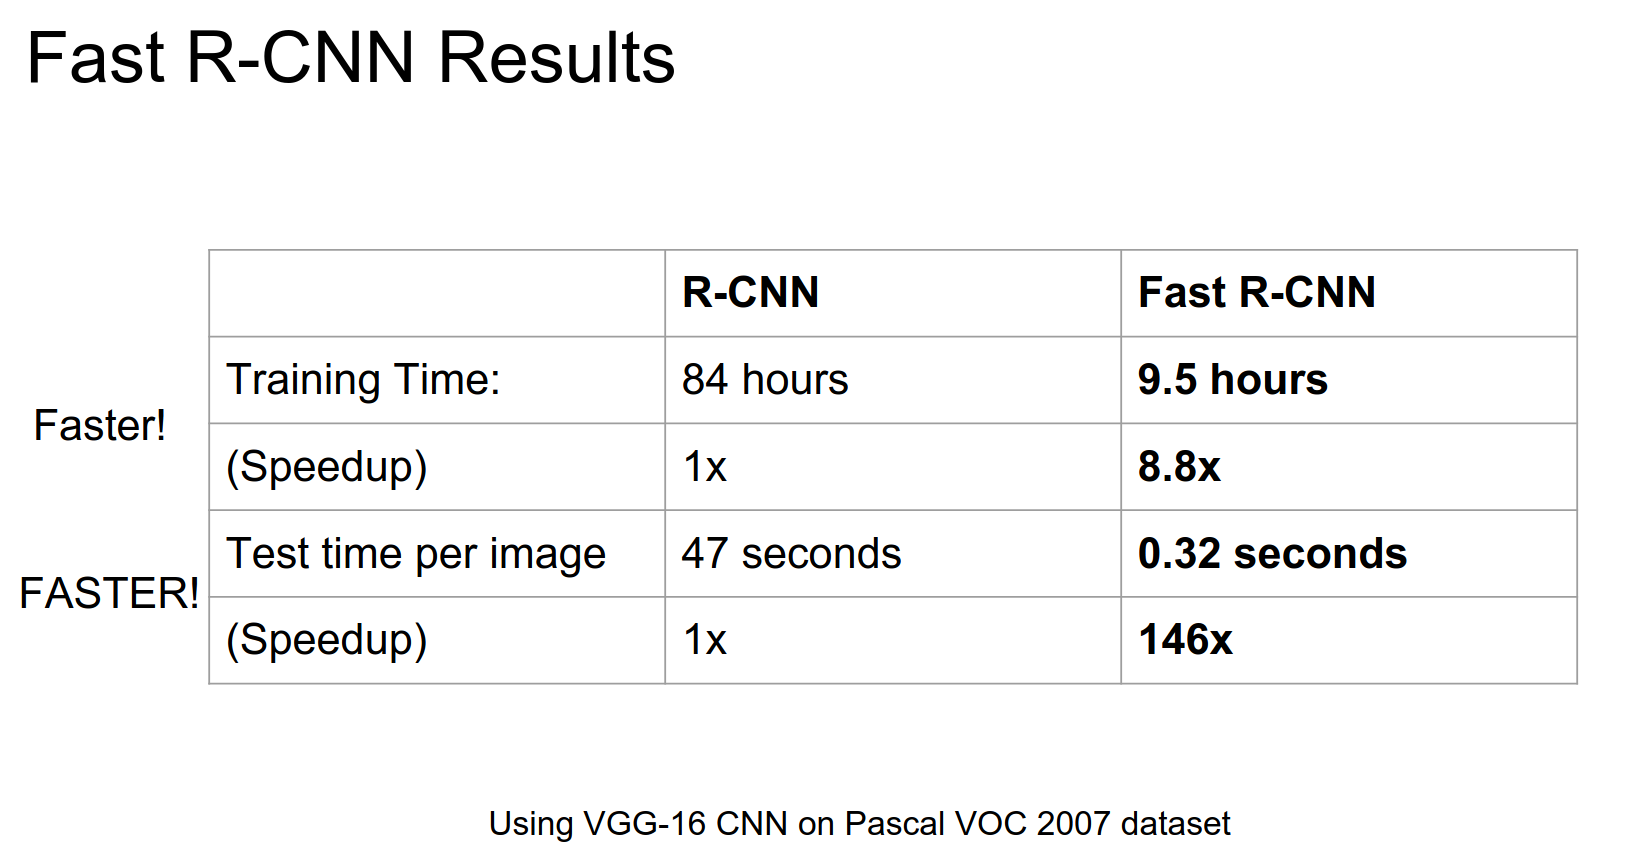 Fast R-CNN Results
R-CNN Fast R-CNN
Training Time: 84 hours 9.5 hours
Faster!
(Speedup) 1x 8.8x
Test time per image 47 seconds 0.32 seconds
FASTER!
(Speedup) 1x 146x
Using VGG-16 CNN on Pascal VOC 2007 dataset